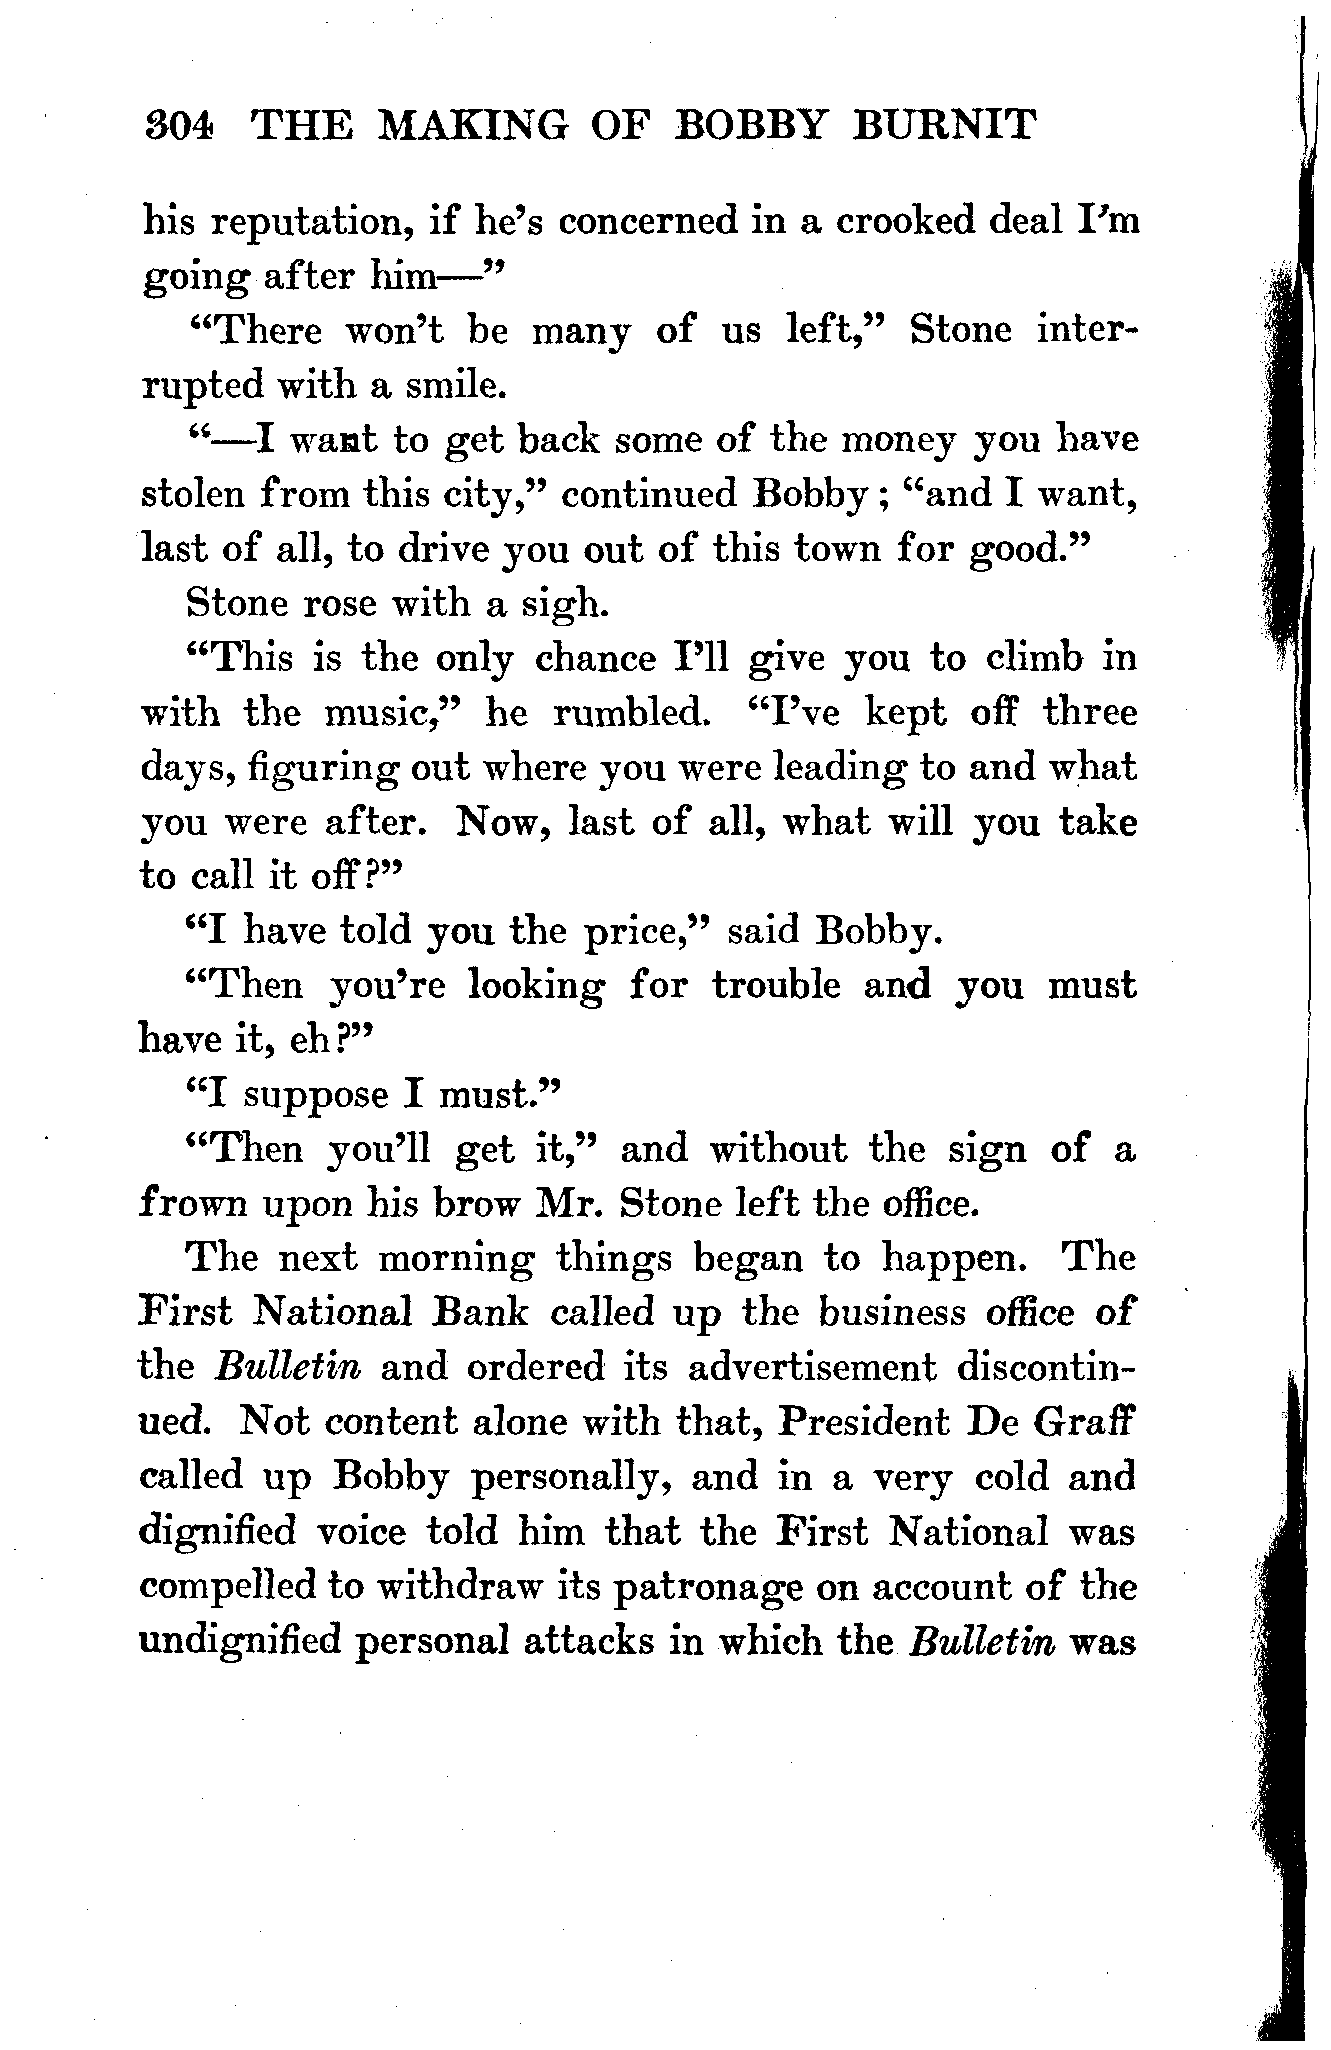 304 THE MAKING OF BOBBY BURNIT
his reputation, if he's concerned in a crooked deal I'm
going after him—"
"There won't be many of us left," Stone inter-
rupted with a smile.
"—I want to get back some of the money you have
stolen from this city," continued Bobby; "and I want,
last of all, to drive you out of this town for good."
Stone rose with a sigh.
"This is the only chance I'll give you to climb in
with the music," he rumbled. "I've kept off three
days, figuring out where you were leading to and what
you were after. Now, last of all, what will you take
to call it off?"
"I have told you the price," said Bobby.
"Then you're looking for trouble and you must
have it, eh?"
"I suppose I must."
"Then you'll get it," and without the sign of a
frown upon his brow Mr. Stone left the office.
The next morning things began to happen. The
First National Bank called up the business office of
the Bulletin and ordered its advertisement discontin-
ued. Not content alone with that, President De Graff
called up Bobby personally, and in a very cold and
dignified voice told him that the First National was
compelled to withdraw its patronage on account of the
undignified personal attacks in which the Bulletin was